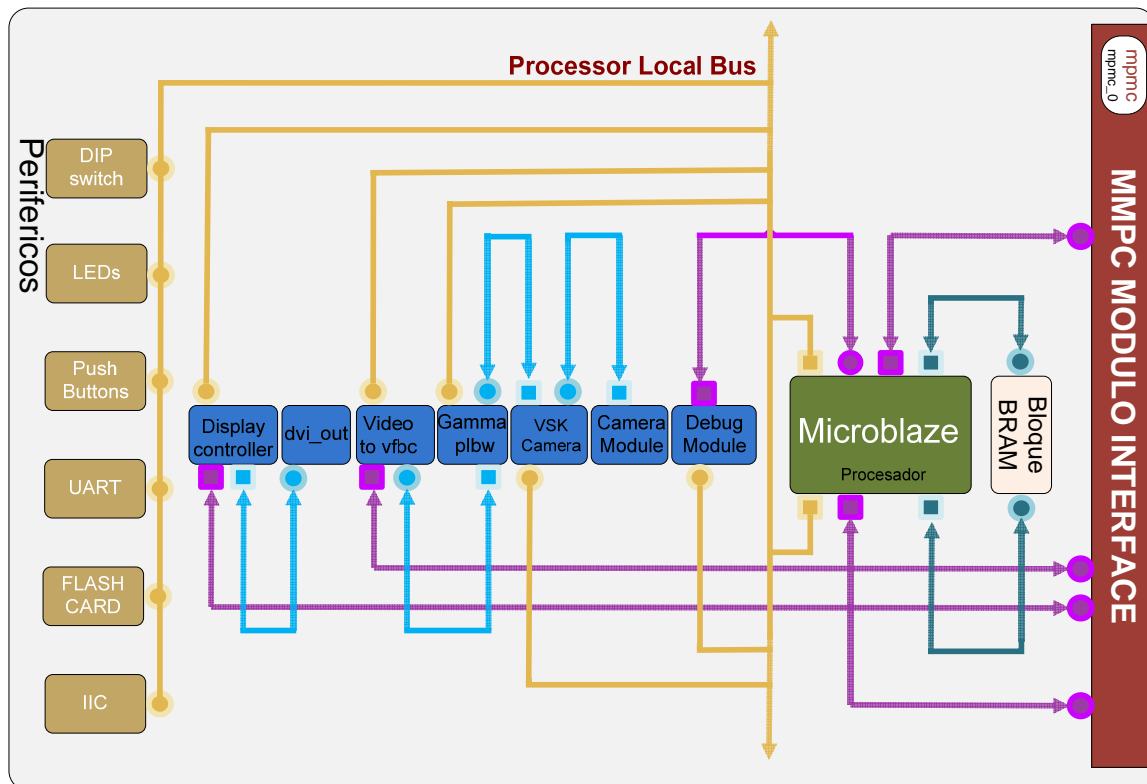 Processor Local Bus
mpmc
mpmc_0
Perifericos
DIP
switch
LEDs
Push
Buttons
UART
FLASH
CARD
IIC
Display
controller
dvi_out
Video
to vfbc
Gamma
plbw
VSK
Camera
Camera
Module
Debug
Module
Microblaze
Procesador
Bloque
BRAM
MMPC MODULO INTERFACE